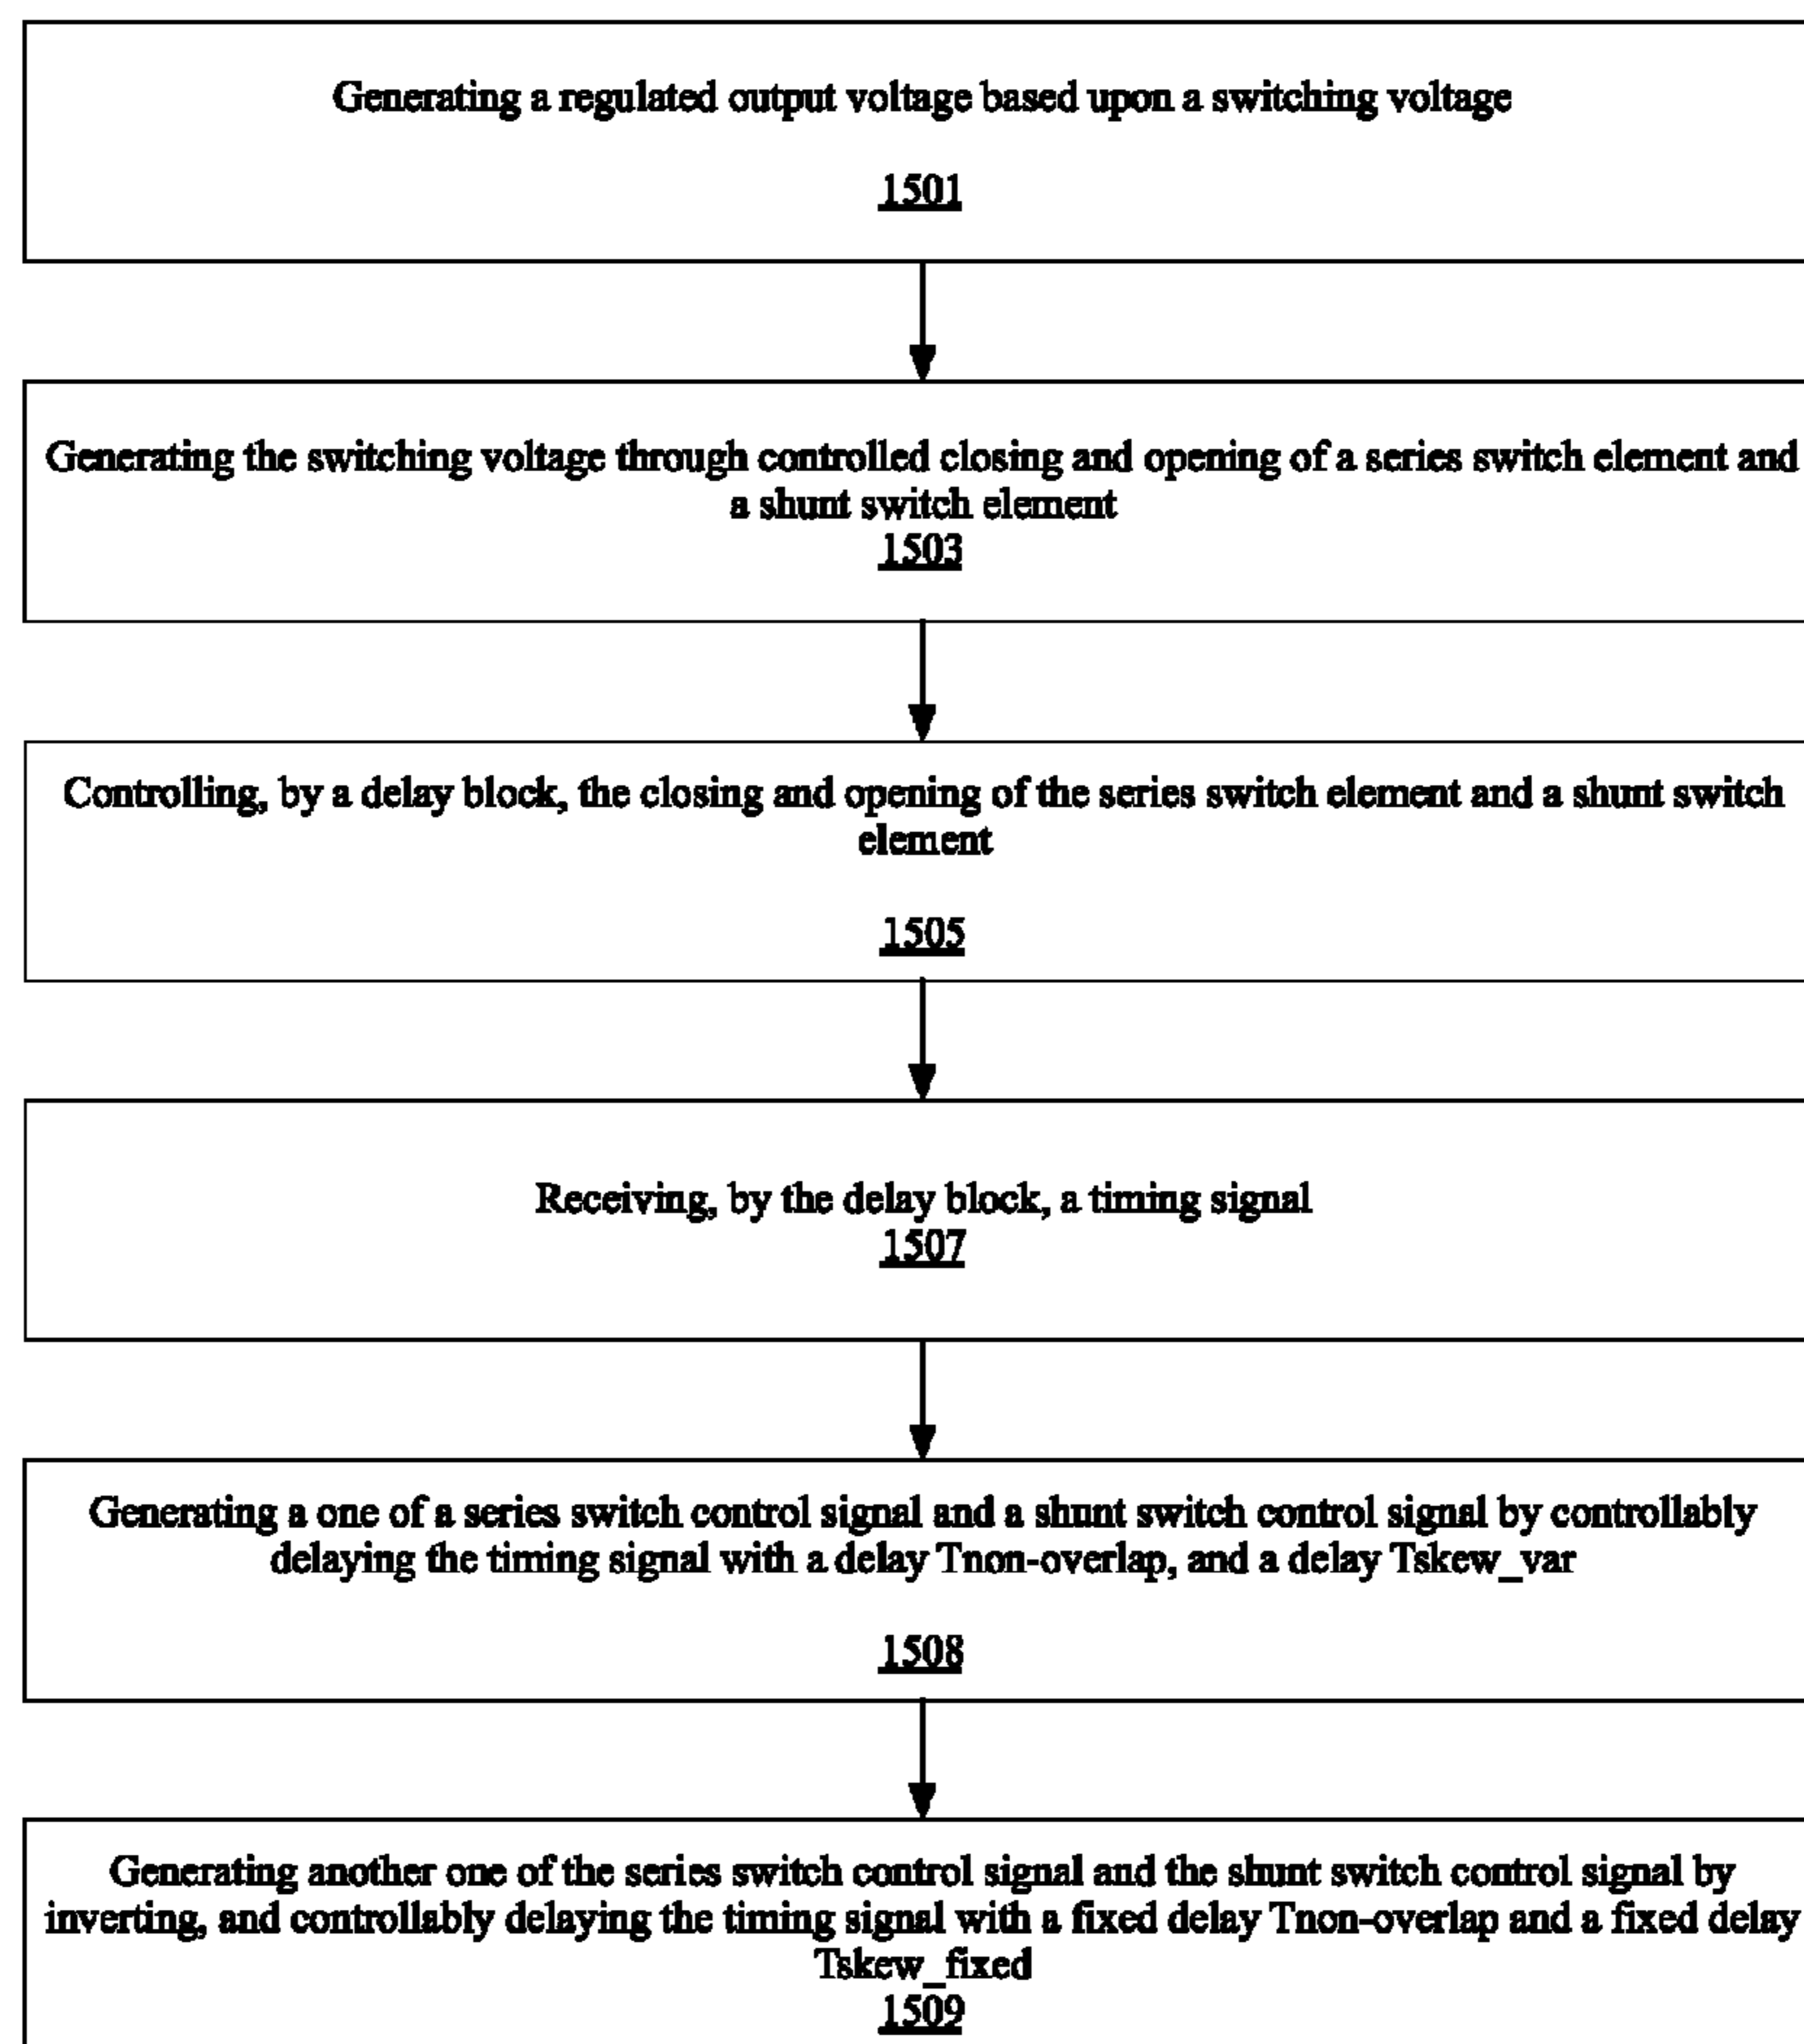 Generating a regulated output voltage based upon a switching voltage
1501
Generating the switching voltage through controlled closing and opening of a series switch element and
a shunt switch element
1503
Controlling, by a delay block, the closing and opening of the series switch element and a shunt switch
element
1505
Receiving, by the delay block, a timing signal
1507
Generating a one of a series switch control signal and a shunt switch control signal by controllably
delaying the timing signal with a delay Tnon-overlap, and a delay Tskew_var
1508
Generating another one of the series switch control signal and the shunt switch control signal by
inverting, and controllably delaying the timing signal with a fixed delay Tnon-overlap and a fixed delay
Tskew_fixed
1509